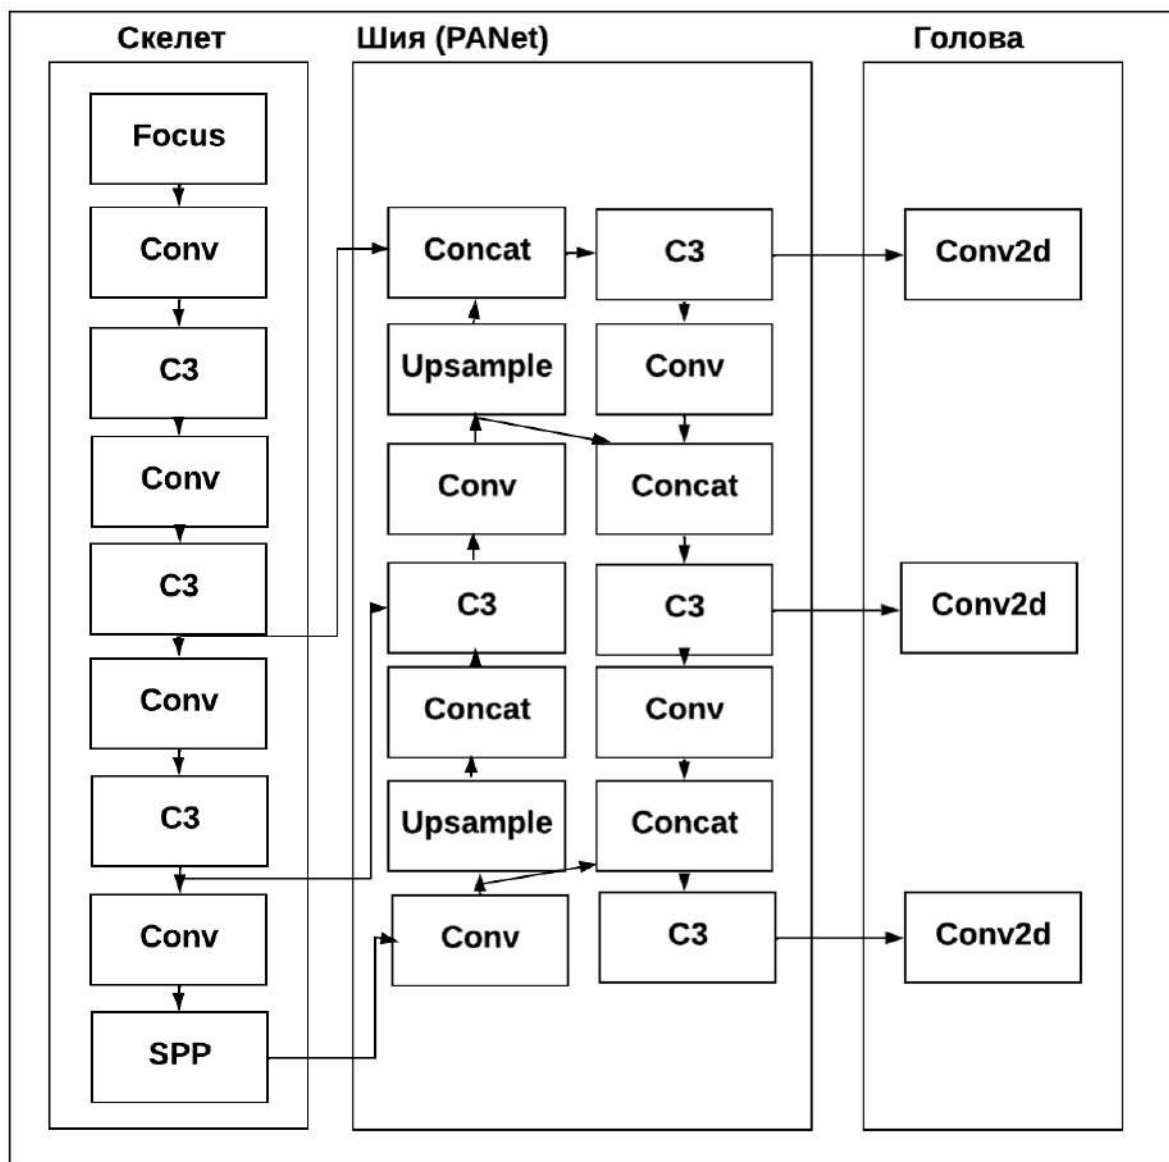 Скелет
Шия (PANet)
Голова
Focus
Conv
C3
Conv
C3
Conv
C3
Conv
SPP
Concat
Upsample
Conv
C3
Concat
Upsample
Conv
C3
Conv
Concat
C3
Conv
Concat
C3
Conv2d
Conv2d
Conv2d